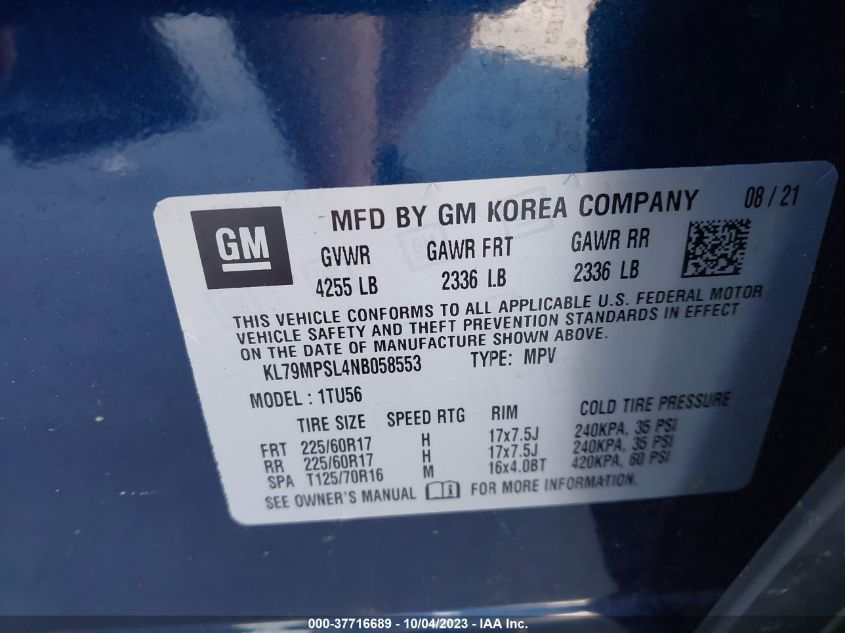 GM
MFD BY GM KOREA COMPANY 08 / 21
GVWR GAWR FRT GAWR RR
4255 LB 2336 LB 2336 LB
THIS VEHICLE CONFORMS TO ALL APPLICABLE U.S. FEDERAL MOTOR
VEHICLE SAFETY AND THEFT PREVENTION STANDARDS IN EFFECT
ON THE DATE OF MANUFACTURE SHOWN ABOVE.
KL79MPSL4NB058553 TYPE: MPV
MODEL : 1TU56
TIRE SIZE SPEED RTG RIM COLD TIRE PRESSURE
FRT 225/60R17 H 17x7.5J 240KPA, 35 PSI
RR 225/60R17 H 17x7.5J 240KPA, 35 PSI
SPA T125/70R16 M 16x4.0BT 420KPA, 60 PSI
SEE OWNER'S MANUAL FOR MORE INFORMATION.
000-37716689 - 10/04/2023 - IAA Inc.